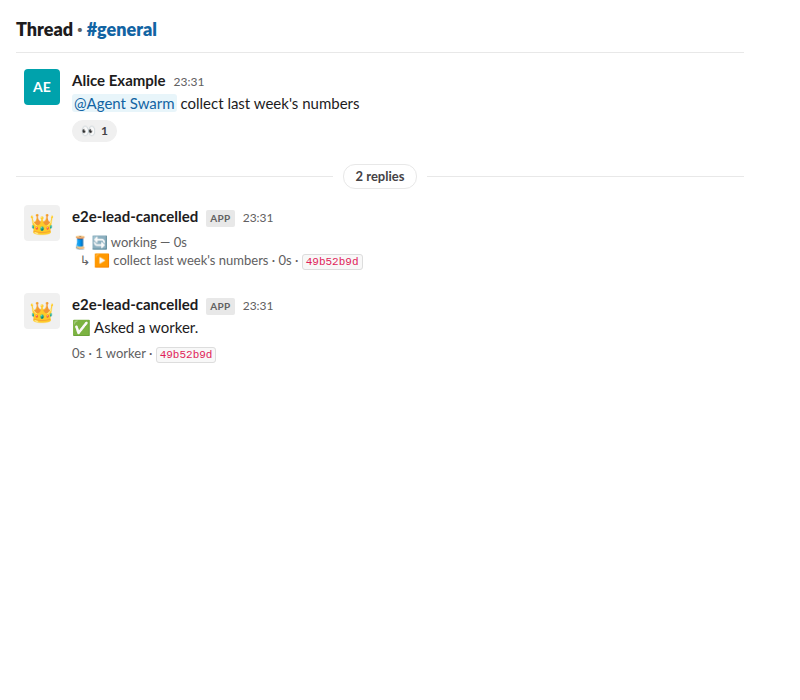 Thread • #general
AE
Alice Example 23:31
@Agent Swarm collect last week's numbers
👀 1
2 replies
e2e-lead-cancelled APP 23:31
🧵 🔄 working — 0s
↳ ▶️ collect last week's numbers · 0s · 49b52b9d
e2e-lead-cancelled APP 23:31
✅ Asked a worker.
0s · 1 worker · 49b52b9d